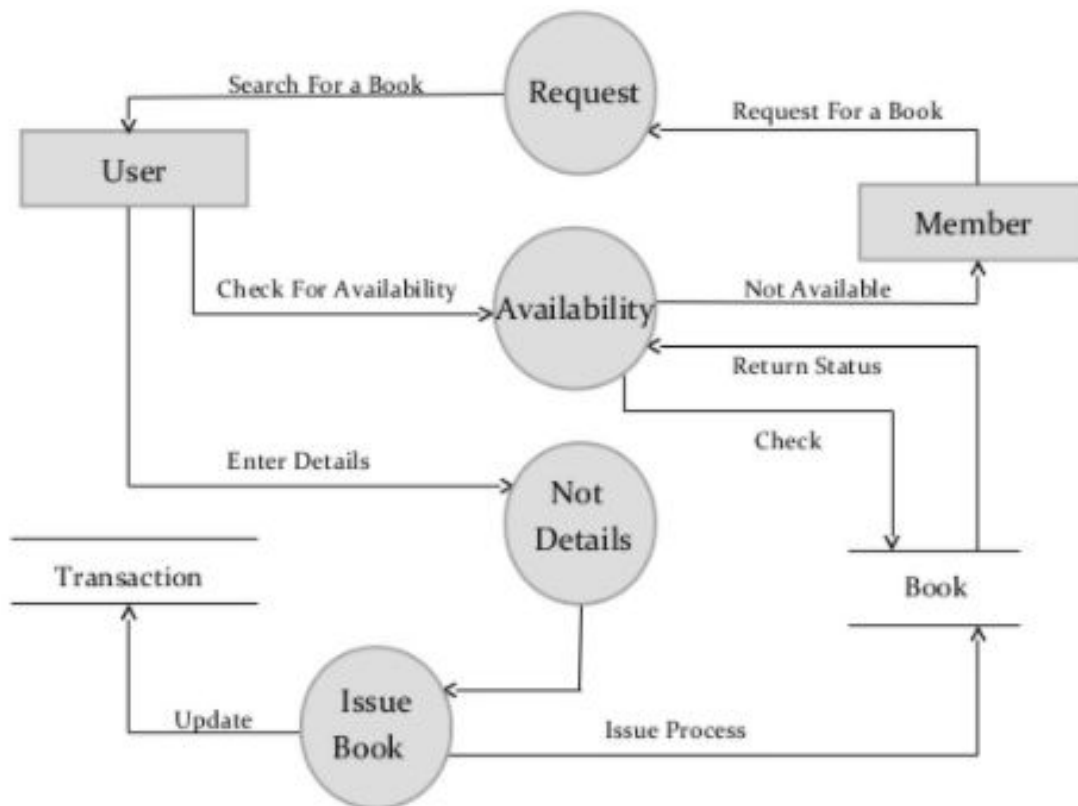 Search For a Book
Request
Request For a Book
User
Member
Check For Availability
Availability
Not Available
Return Status
Check
Enter Details
Not
Details
Transaction
Book
Issue
Book
Update
Issue Process